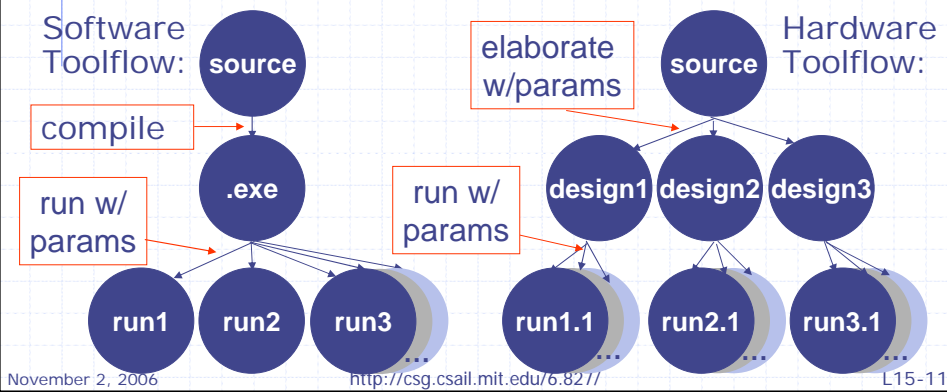 Software
Toolflow:
source
compile
.exe
run w/
params
run1
run2
run3
...
Hardware
Toolflow:
elaborate
w/params
source
design1
design2
design3
run w/
params
run1.1
...
run2.1
...
run3.1
...
November 2, 2006
http://csg.csail.mit.edu/6.827/
L15-11